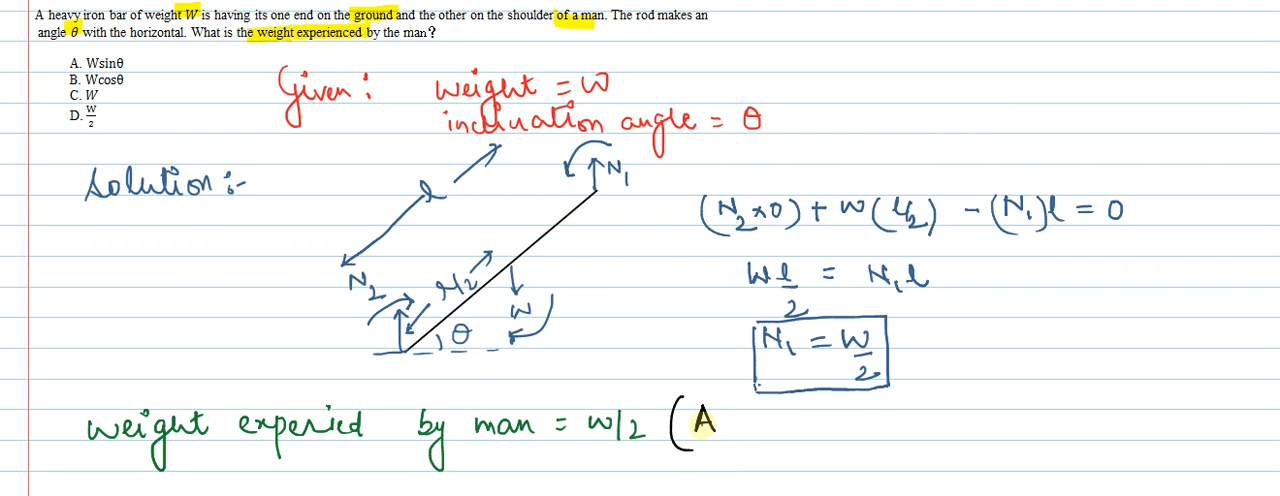 A heavy iron bar of weight W is having its one end on the ground and the other on the shoulder of a man. The rod makes an
angle θ with the horizontal. What is the weight experienced by the man?
A. Wsinθ
B. Wcosθ
C. W
D. W/2
Given: weight = W
inclination angle = θ
Solution :-
l
N1
N2
l/2
W
θ
(N2 × 0) + W (l/2) - (N1) l = 0
W l/2 = N1 l
N1 = W/2
weight experied by man = W/2 (A